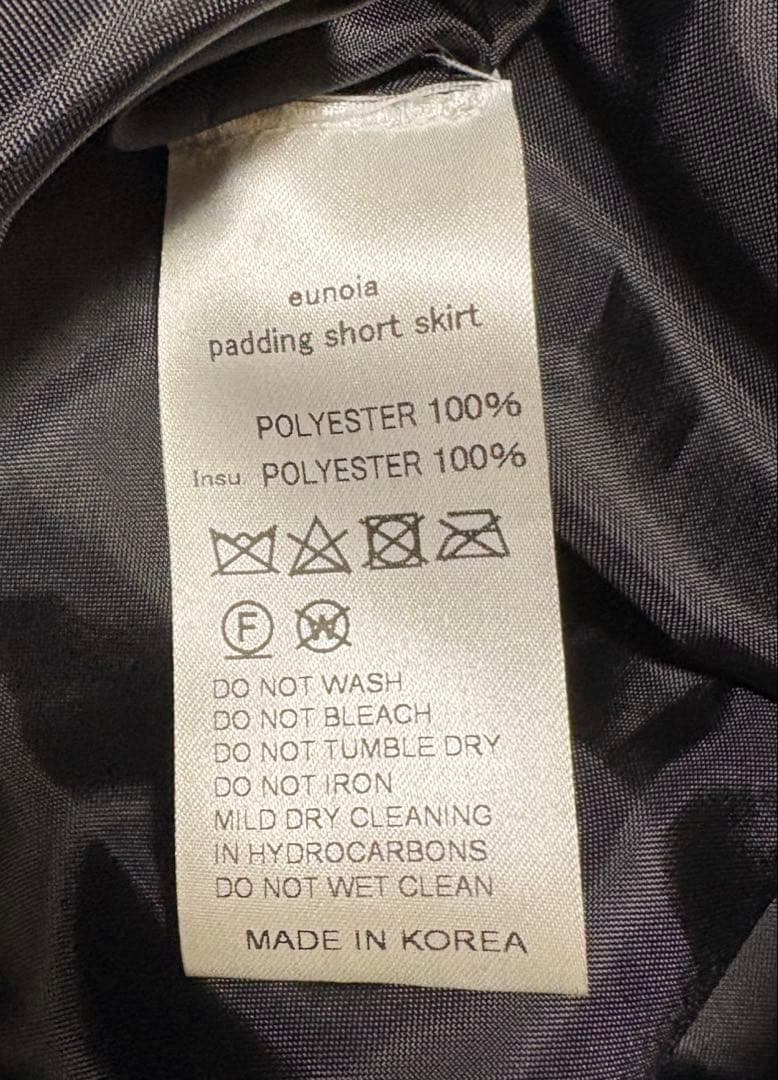 eunoia
padding short skirt
POLYESTER 100%
Insu. POLYESTER 100%
F W
DO NOT WASH
DO NOT BLEACH
DO NOT TUMBLE DRY
DO NOT IRON
MILD DRY CLEANING
IN HYDROCARBONS
DO NOT WET CLEAN
MADE IN KOREA